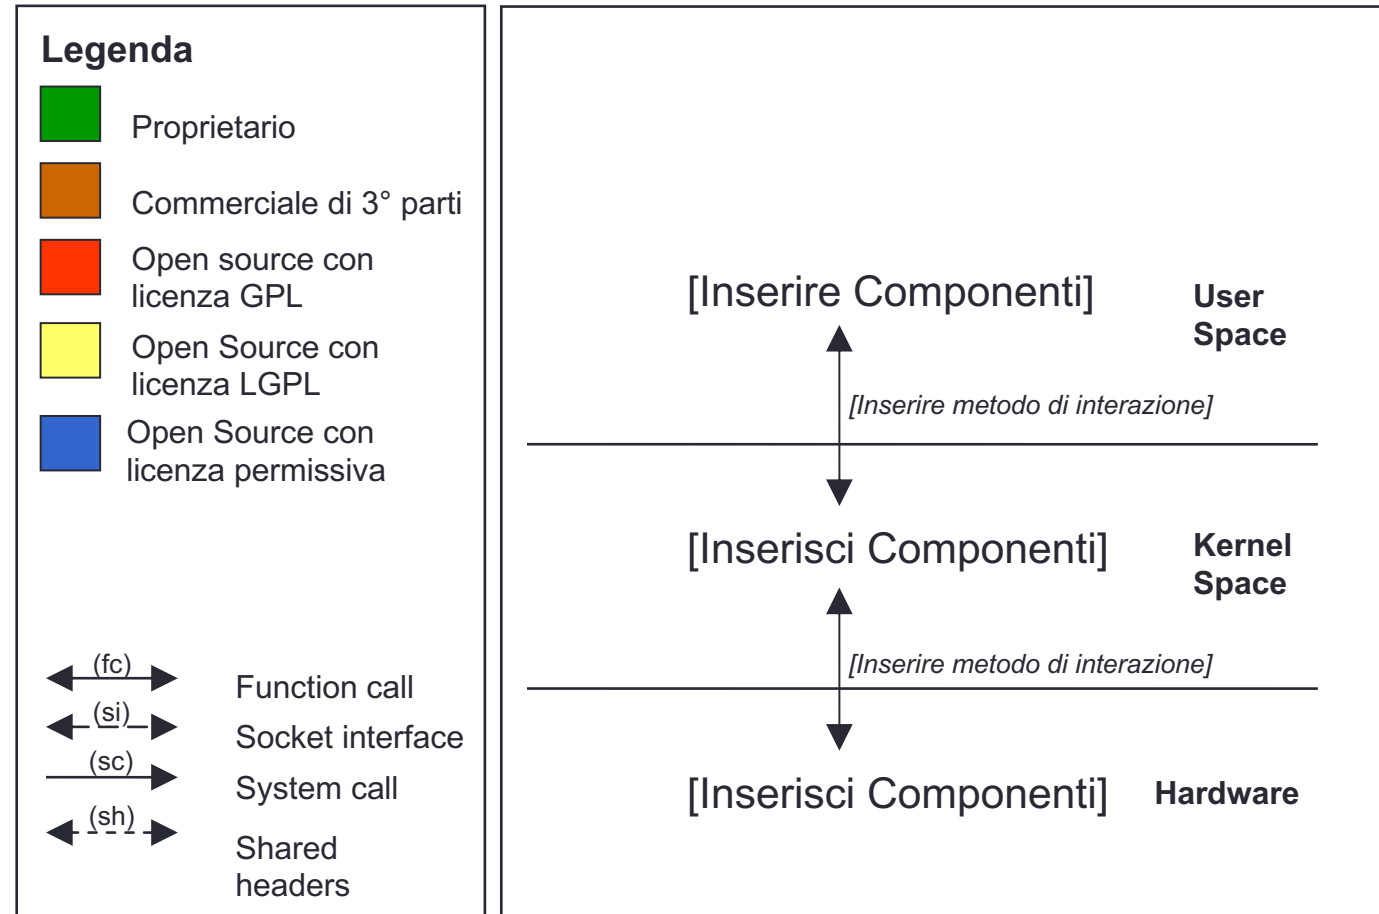 Legenda
Proprietario
Commerciale di 3° parti
Open source con
licenza GPL
Open Source con
licenza LGPL
Open Source con
licenza permissiva
(fc)
Function call
(si)
Socket interface
(sc)
System call
(sh)
Shared
headers
[Inserire Componenti]
User
Space
[Inserire metodo di interazione]
[Inserisci Componenti]
Kernel
Space
[Inserire metodo di interazione]
[Inserisci Componenti]
Hardware